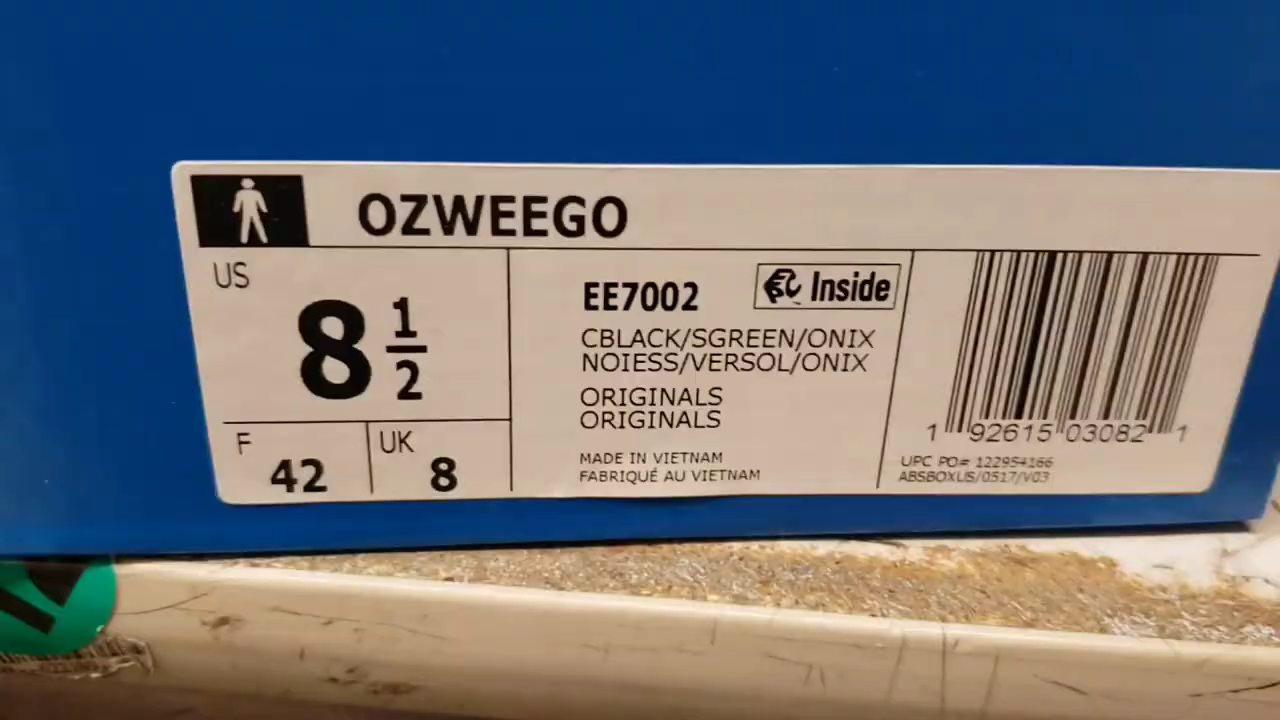 OZWEEGO
US
8 1/2
F
42
UK
8
EE7002
Inside
CBLACK/SGREEN/ONIX
NOIESS/VERSOL/ONIX
ORIGINALS
ORIGINALS
MADE IN VIETNAM
FABRIQUÉ AU VIETNAM
1 92615 03082 1
UPC PO# 122954166
ABSBOXUS/0517/V03